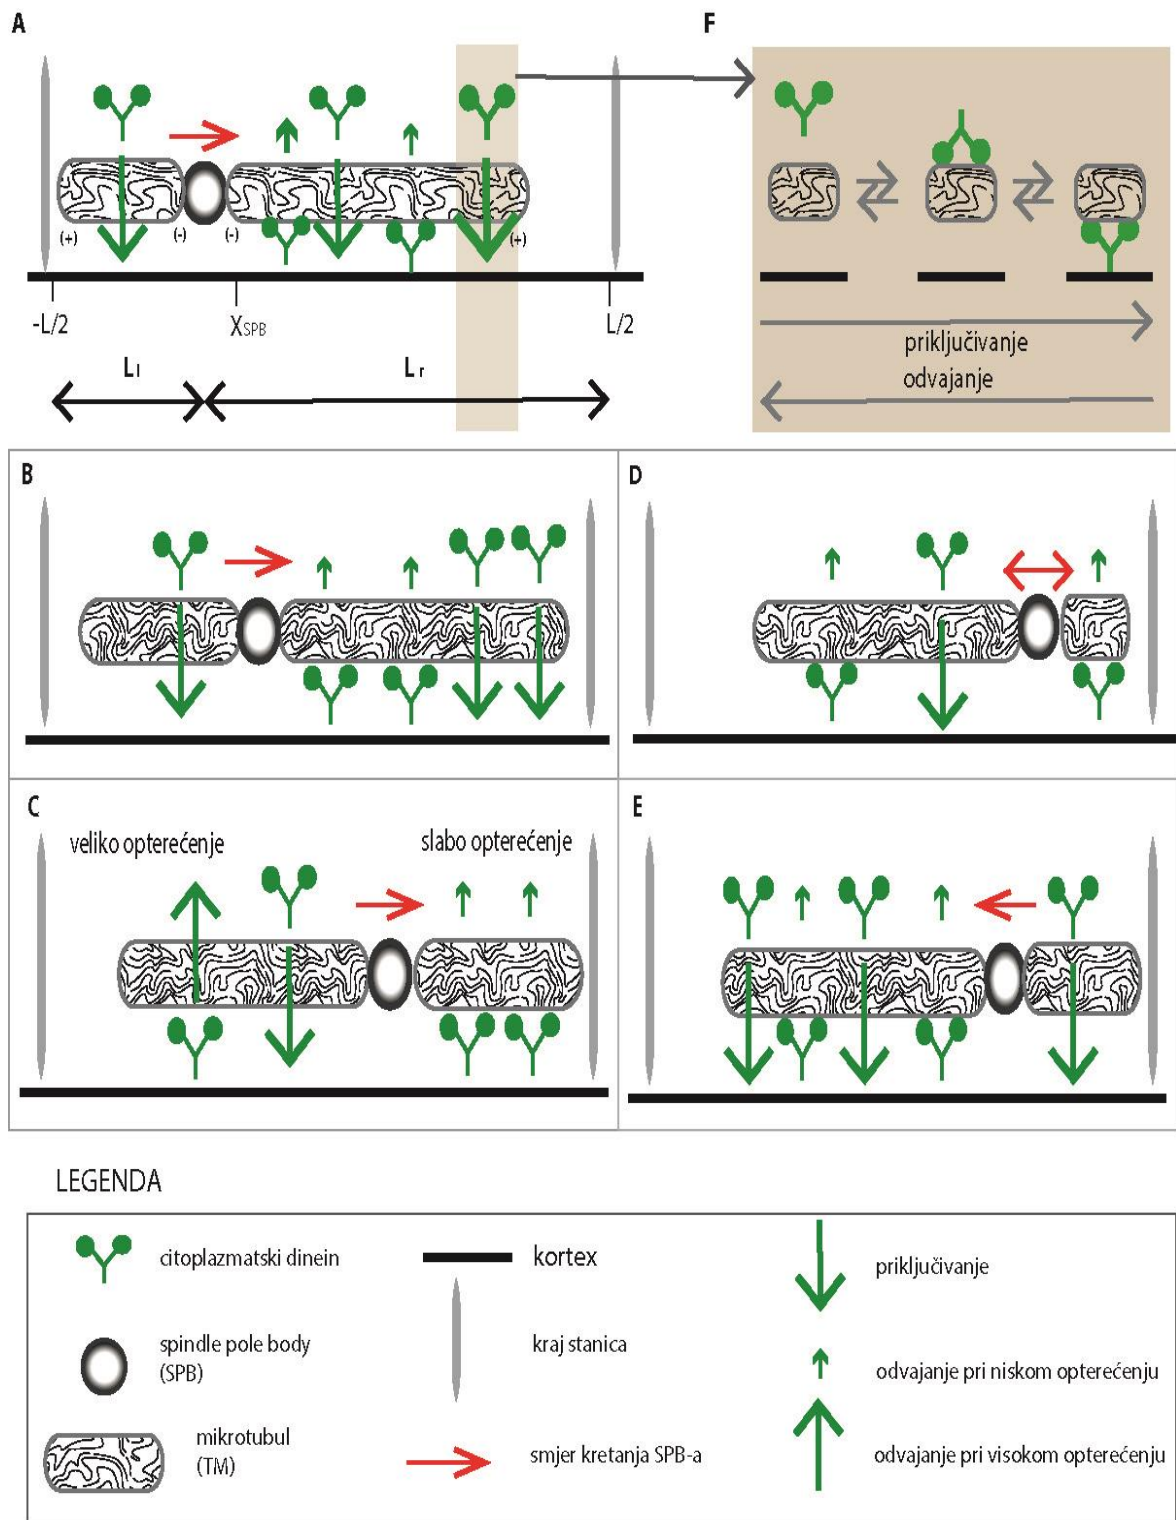 A
F
(+)
(-)
(-)
(+)
-L/2
XSPB
L/2
Ll
Lr
priključivanje
odvajanje
B
D
C
veliko opterećenje
slabo opterećenje
E
LEGENDA
citoplazmatski dinein
kortex
priključivanje
spindle pole body
(SPB)
kraj stanica
odvajanje pri niskom opterećenju
mikrotubul
(TM)
smjer kretanja SPB-a
odvajanje pri visokom opterećenju